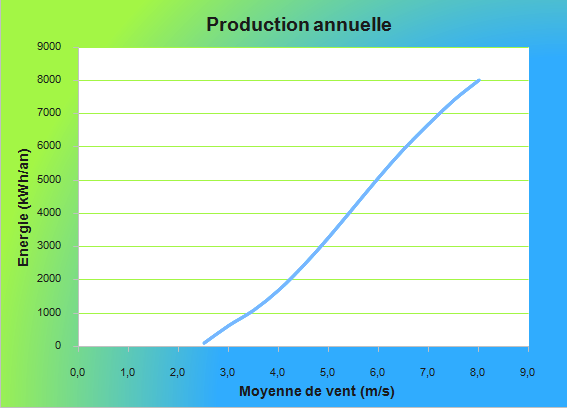 Production annuelle
9000
8000
7000
6000
5000
4000
3000
2000
1000
0
Energie (kWh/an)
0,0 1,0 2,0 3,0 4,0 5,0 6,0 7,0 8,0 9,0
Moyenne de vent (m/s)